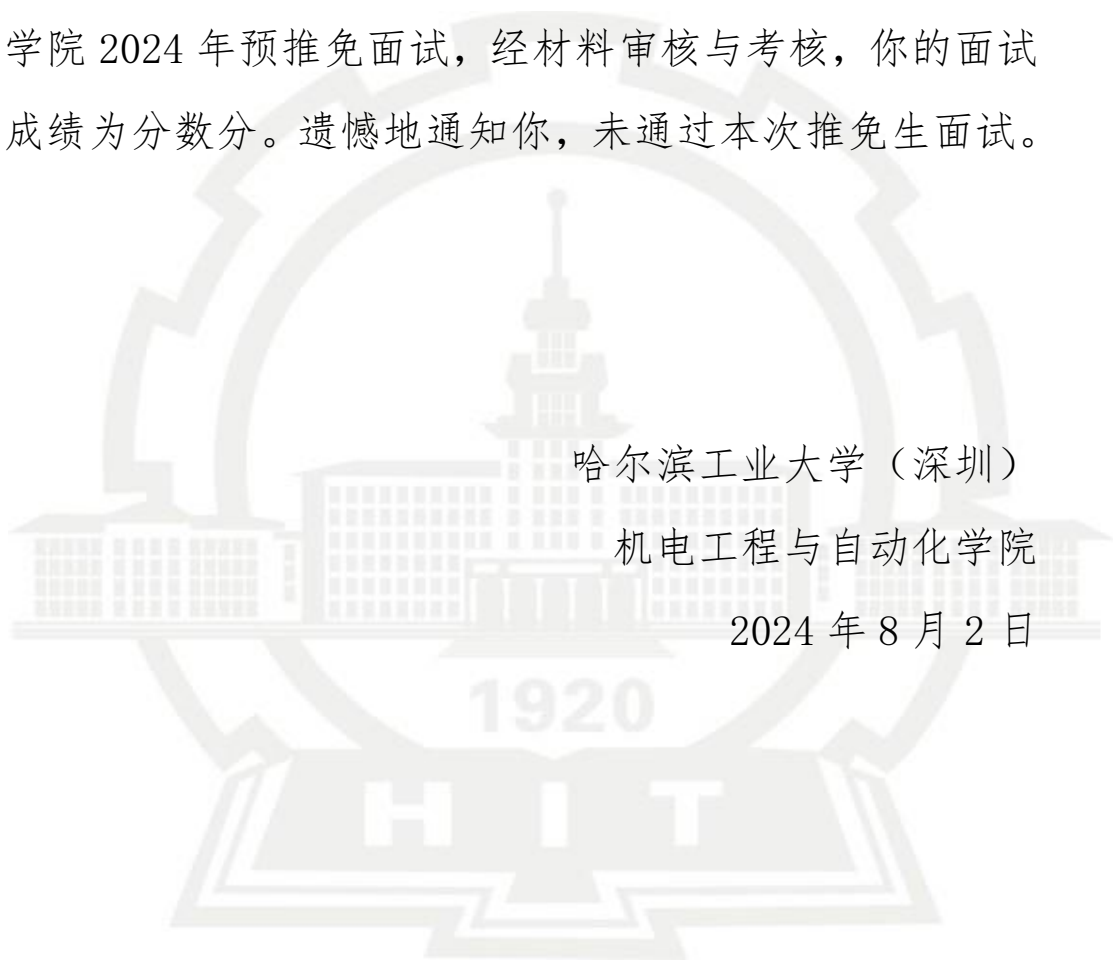 学院 2024 年预推免面试，经材料审核与考核，你的面试
成绩为分数分。遗憾地通知你，未通过本次推免生面试。
哈尔滨工业大学（深圳）
机电工程与自动化学院
2024 年 8 月 2 日
1920
HIT